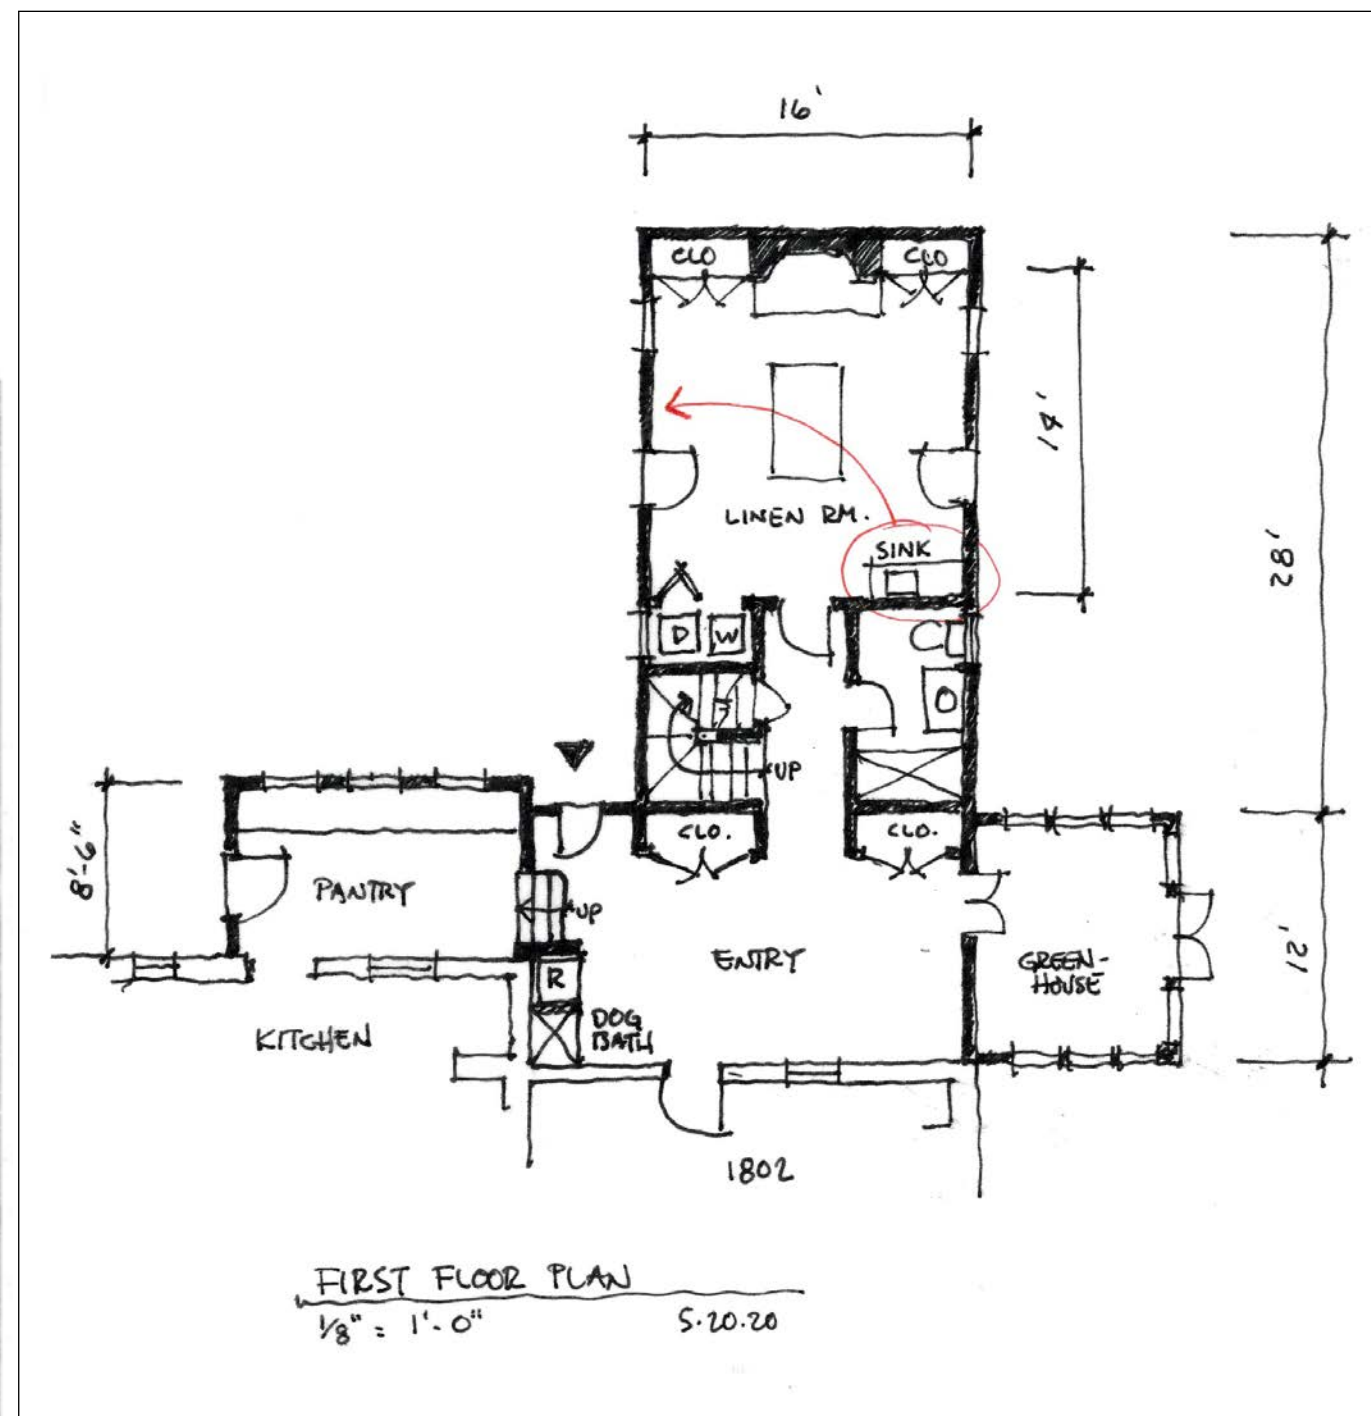 16'
CLO
CLO
14'
28'
LINEN RM.
SINK
D
W
UP
8'-6"
CLO.
CLO.
PANTRY
UP
ENTRY
GREEN-
HOUSE
12'
R
DOG
BATH
KITCHEN
1802
FIRST FLOOR PLAN
1/8" = 1'-0"
5.20.20